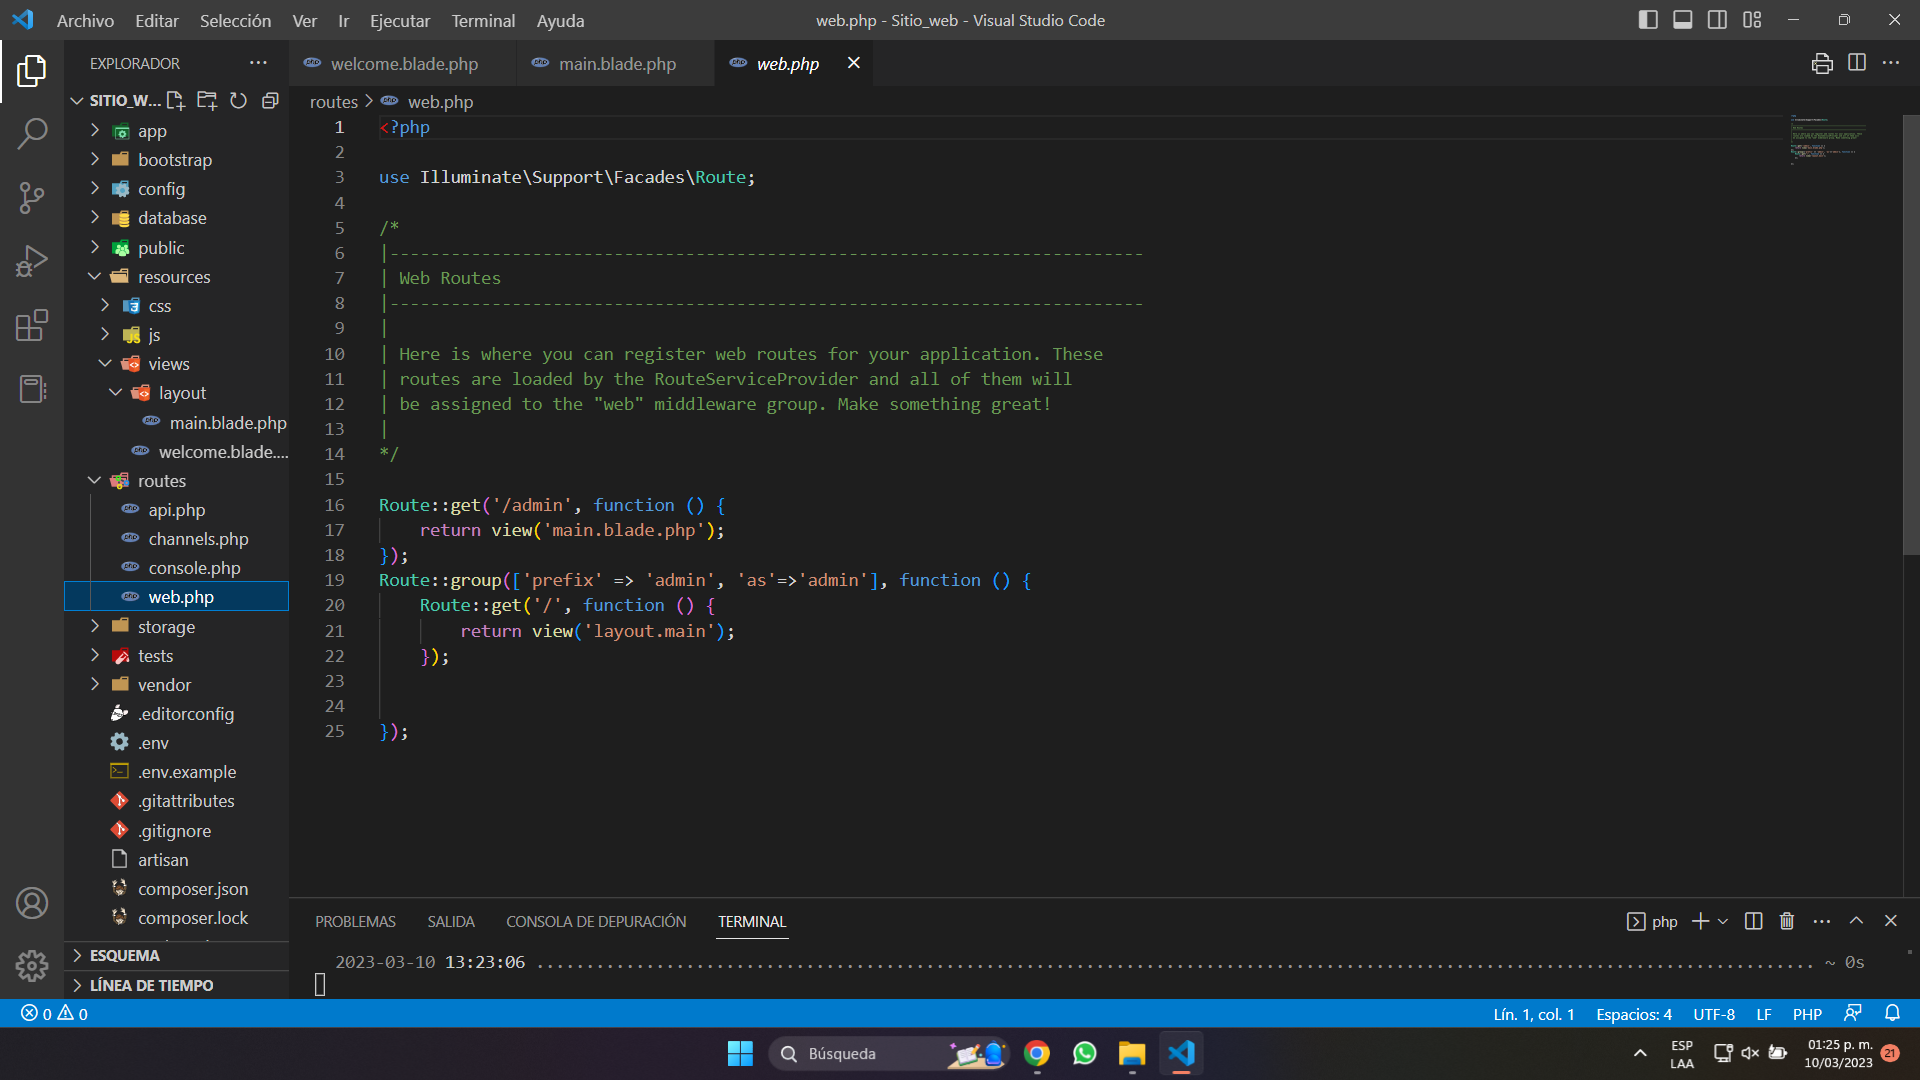 Archivo Editar Selección Ver Ir Ejecutar Terminal Ayuda
web.php - Sitio_web - Visual Studio Code
EXPLORADOR
SITIO_W...
app
bootstrap
config
database
public
resources
css
js
views
layout
main.blade.php
welcome.blade....
routes
api.php
channels.php
console.php
web.php
storage
tests
vendor
.editorconfig
.env
.env.example
.gitattributes
.gitignore
artisan
composer.json
composer.lock
ESQUEMA
LÍNEA DE TIEMPO
welcome.blade.php main.blade.php web.php
routes > web.php
1 <?php
2
3 use Illuminate\Support\Facades\Route;
4
5 /*
6 |--------------------------------------------------------------------------
7 | Web Routes
8 |--------------------------------------------------------------------------
9 |
10 | Here is where you can register web routes for your application. These
11 | routes are loaded by the RouteServiceProvider and all of them will
12 | be assigned to the "web" middleware group. Make something great!
13 |
14 */
15
16 Route::get('/admin', function () {
17     return view('main.blade.php');
18 });
19 Route::group(['prefix' => 'admin', 'as'=>'admin'], function () {
20     Route::get('/', function () {
21         return view('layout.main');
22     });
23
24
25 });
PROBLEMAS SALIDA CONSOLA DE DEPURACIÓN TERMINAL
php
2023-03-10 13:23:06 ............................................................ ~ 0s
0 0
Lín. 1, col. 1 Espacios: 4 UTF-8 LF PHP
Búsqueda
ESP
LAA
01:25 p. m.
10/03/2023
21